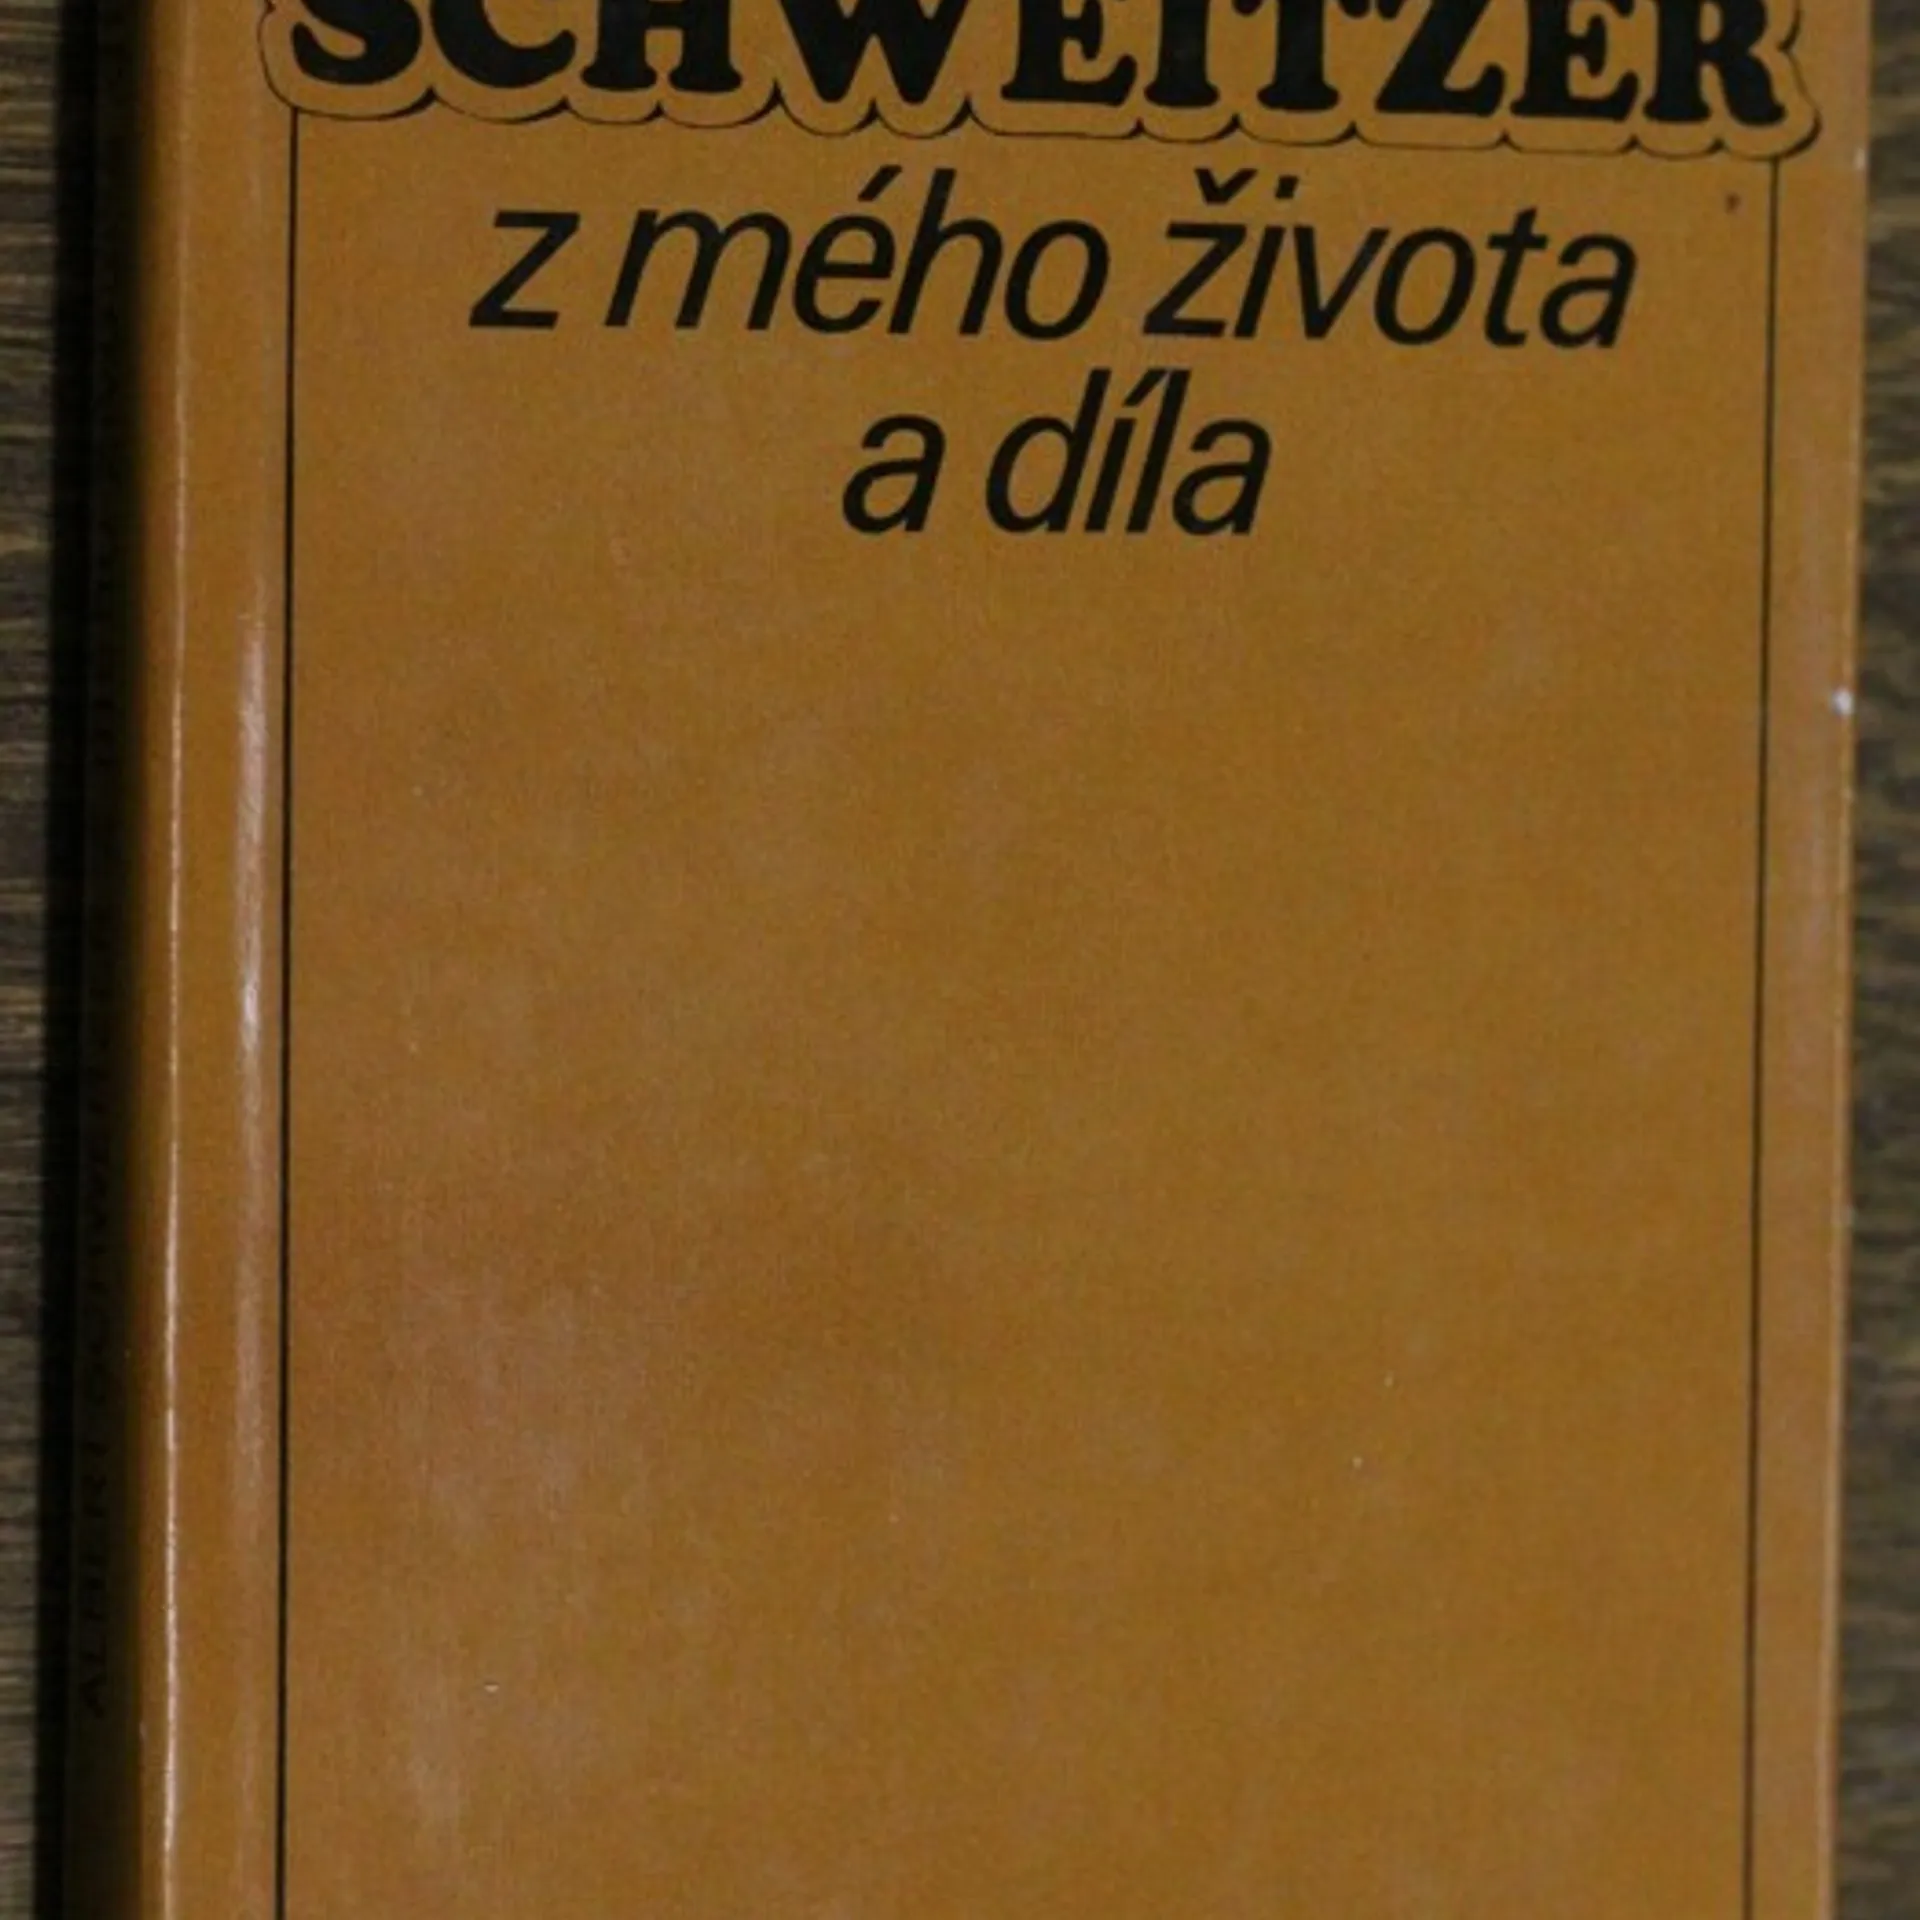 SCHWEITZER
z mého života
a díla